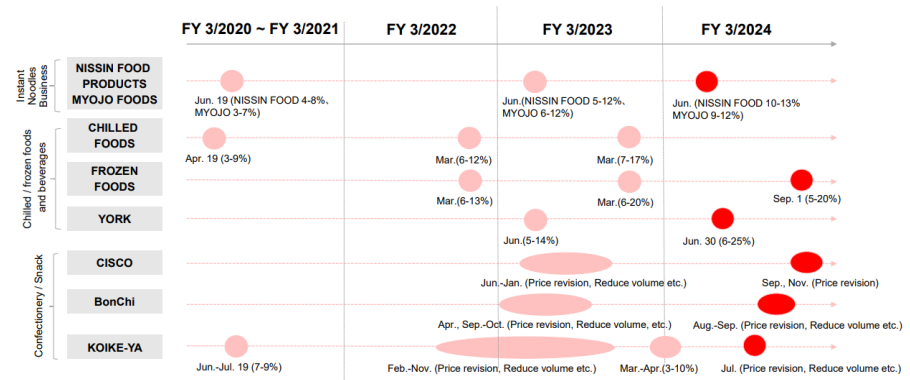 FY 3/2020 ~ FY 3/2021 FY 3/2022 FY 3/2023 FY 3/2024
Instant
Noodles
Business
NISSIN FOOD
PRODUCTS
MYOJO FOODS
Jun. 19 (NISSIN FOOD 4-8%、
MYOJO 3-7%)
Jun.(NISSIN FOOD 5-12%、
MYOJO 6-12%)
Jun. (NISSIN FOOD 10-13%
MYOJO 9-12%)
Chilled / frozen foods
and beverages
CHILLED
FOODS
Apr. 19 (3-9%)
Mar.(6-12%)
Mar.(7-17%)
FROZEN
FOODS
Mar.(6-13%)
Mar.(6-20%)
Sep. 1 (5-20%)
YORK
Jun.(5-14%)
Jun. 30 (6-25%)
Confectionery / Snack
CISCO
Jun.-Jan. (Price revision, Reduce volume etc.)
Sep., Nov. (Price revision)
BonChi
Apr., Sep.-Oct. (Price revision, Reduce volume, etc.)
Aug.-Sep. (Price revision, Reduce volume etc.)
KOIKE-YA
Jun.-Jul. 19 (7-9%)
Feb.-Nov. (Price revision, Reduce volume etc.)
Mar.-Apr.(3-10%)
Jul. (Price revision, Reduce volume etc.)